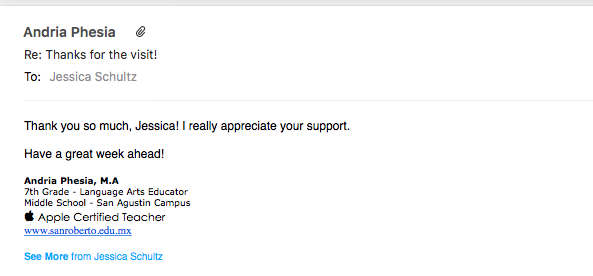 Andria Phesia
Re: Thanks for the visit!
To: Jessica Schultz
Thank you so much, Jessica! I really appreciate your support.
Have a great week ahead!
Andria Phesia, M.A
7th Grade - Language Arts Educator
Middle School - San Agustin Campus
Apple Certified Teacher
www.sanroberto.edu.mx
See More from Jessica Schultz